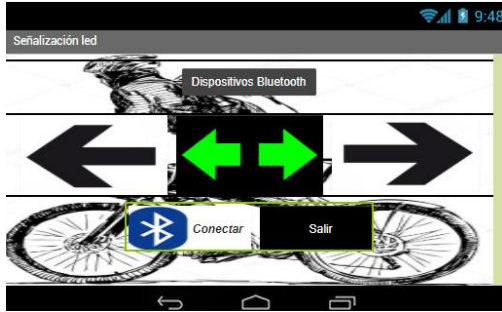 9:48
Señalización led
Dispositivos Bluetooth
Conectar
Salir